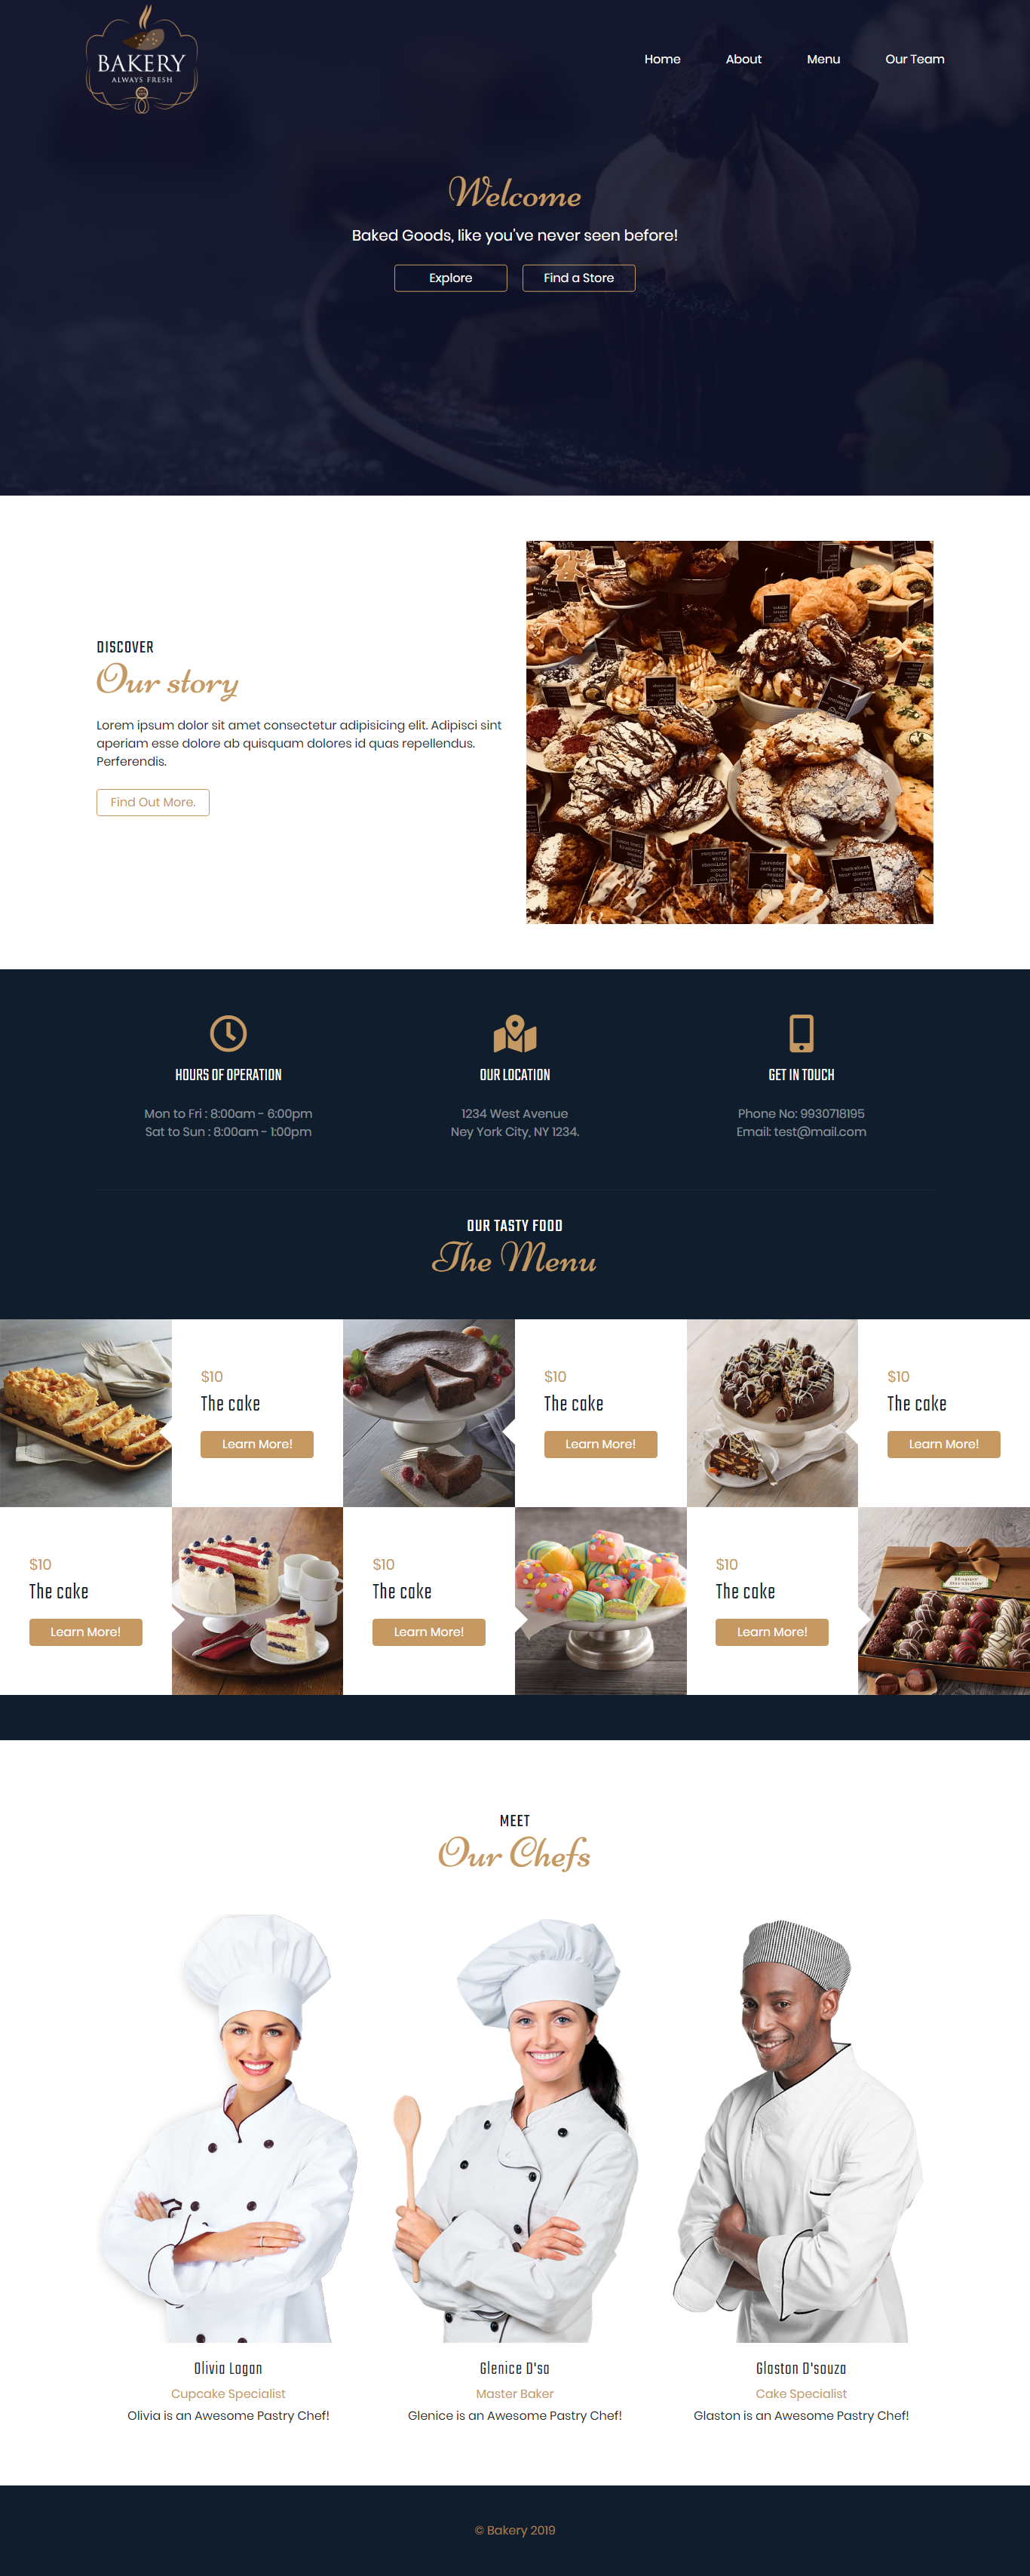 BAKERY
ALWAYS FRESH
Home
About
Menu
Our Team
Welcome
Baked Goods, like you've never seen before!
Explore
Find a Store
DISCOVER
Our story
Lorem ipsum dolor sit amet consectetur adipisicing elit. Adipisci sint
aperiam esse dolore ab quisquam dolores id quas repellendus.
Perferendis.
Find Out More.
HOURS OF OPERATION
Mon to Fri : 8:00am - 6:00pm
Sat to Sun : 8:00am - 1:00pm
OUR LOCATION
1234 West Avenue
Ney York City, NY 1234.
GET IN TOUCH
Phone No: 9930718195
Email: test@mail.com
OUR TASTY FOOD
The Menu
$10
The cake
Learn More!
$10
The cake
Learn More!
$10
The cake
Learn More!
$10
The cake
Learn More!
$10
The cake
Learn More!
$10
The cake
Learn More!
MEET
Our Chefs
Olivia Logan
Cupcake Specialist
Olivia is an Awesome Pastry Chef!
Glenice D'sa
Master Baker
Glenice is an Awesome Pastry Chef!
Glaston D'souza
Cake Specialist
Glaston is an Awesome Pastry Chef!
© Bakery 2019